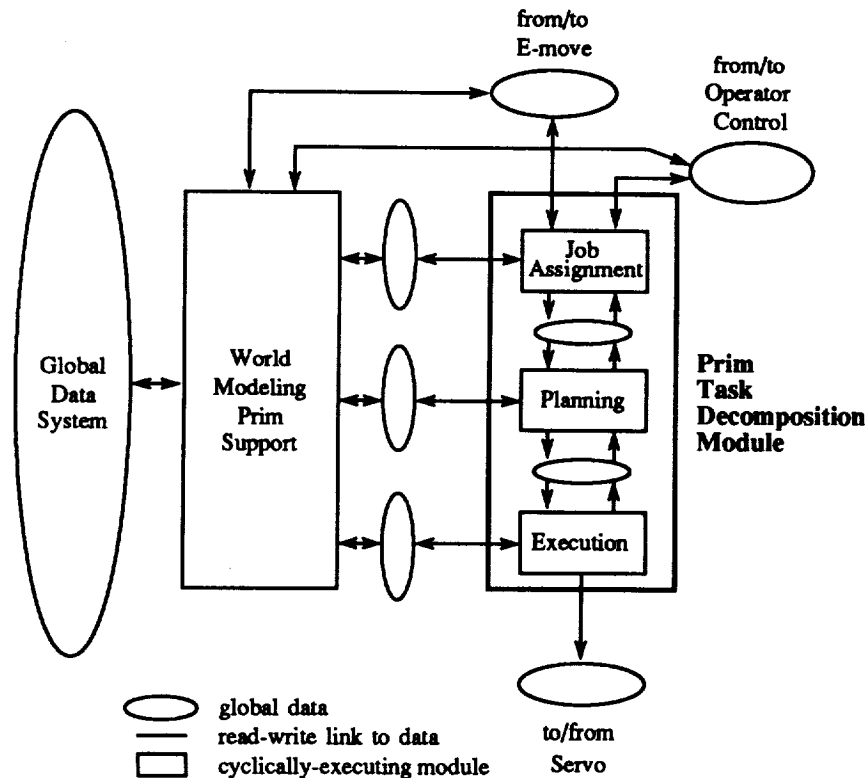 from/to
E-move
from/to
Operator
Control
Job
Assignment
Global
Data
System
World
Modeling
Prim
Support
Planning
Prim
Task
Decomposition
Module
Execution
global data
read-write link to data
cyclically-executing module
to/from
Servo